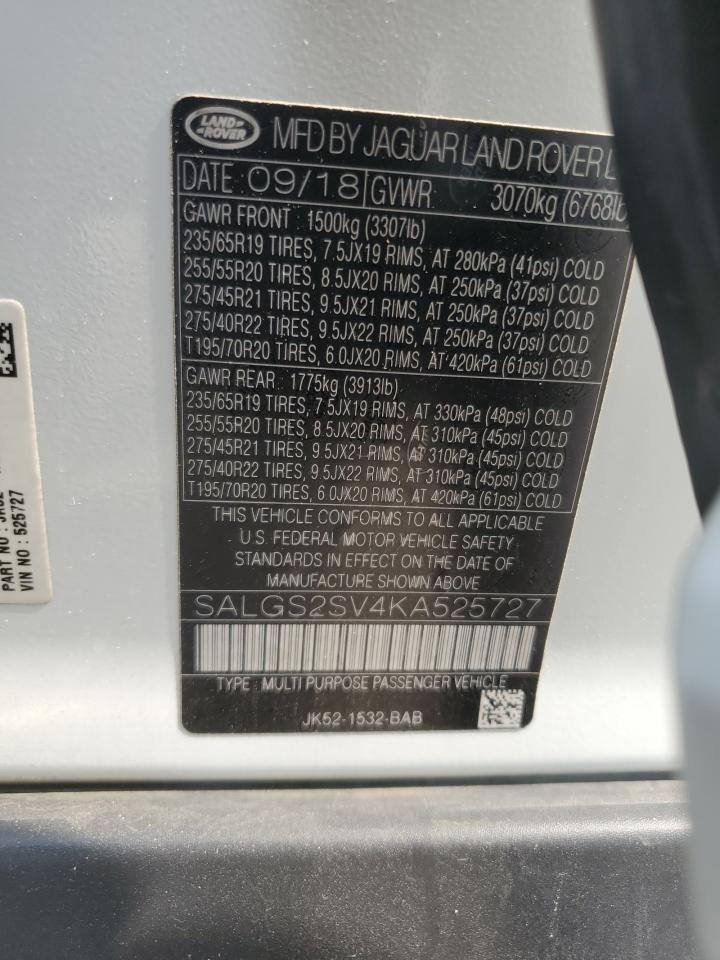 LAND-
-ROVER
MFD BY JAGUAR LAND ROVER
DATE 09/18 GVWR 3070kg (6768lb
GAWR FRONT 1500kg (3307lb)
235/65R19 TIRES, 7.5JX19 RIMS, AT 280kPa (41psi) COLD
255/55R20 TIRES, 8.5JX20 RIMS, AT 250kPa (37psi) COLD
275/45R21 TIRES, 9.5JX21 RIMS, AT 250kPa (37psi) COLD
275/40R22 TIRES, 9.5JX22 RIMS, AT 250kPa (37psi) COLD
T195/70R20 TIRES, 6.0JX20 RIMS, AT 420kPa (61psi) COLD
GAWR REAR 1775kg (3913lb)
235/65R19 TIRES, 7.5JX19 RIMS, AT 330kPa (48psi) COLD
255/55R20 TIRES, 8.5JX20 RIMS, AT 310kPa (45psi) COLD
275/45R21 TIRES, 9.5JX21 RIMS, AT 310kPa (45psi) COLD
275/40R22 TIRES, 9.5JX22 RIMS, AT 310kPa (45psi) COLD
T195/70R20 TIRES, 6.0JX20 RIMS, AT 420kPa (61psi) COLD
THIS VEHICLE CONFORMS TO ALL APPLICABLE
U.S. FEDERAL MOTOR VEHICLE SAFETY
STANDARDS IN EFFECT ON THE DATE OF
MANUFACTURE SHOWN ABOVE
SALGS2SV4KA525727
TYPE : MULTI PURPOSE PASSENGER VEHICLE
JK52-1532-BAB
PART NO :
VIN NO : 525727